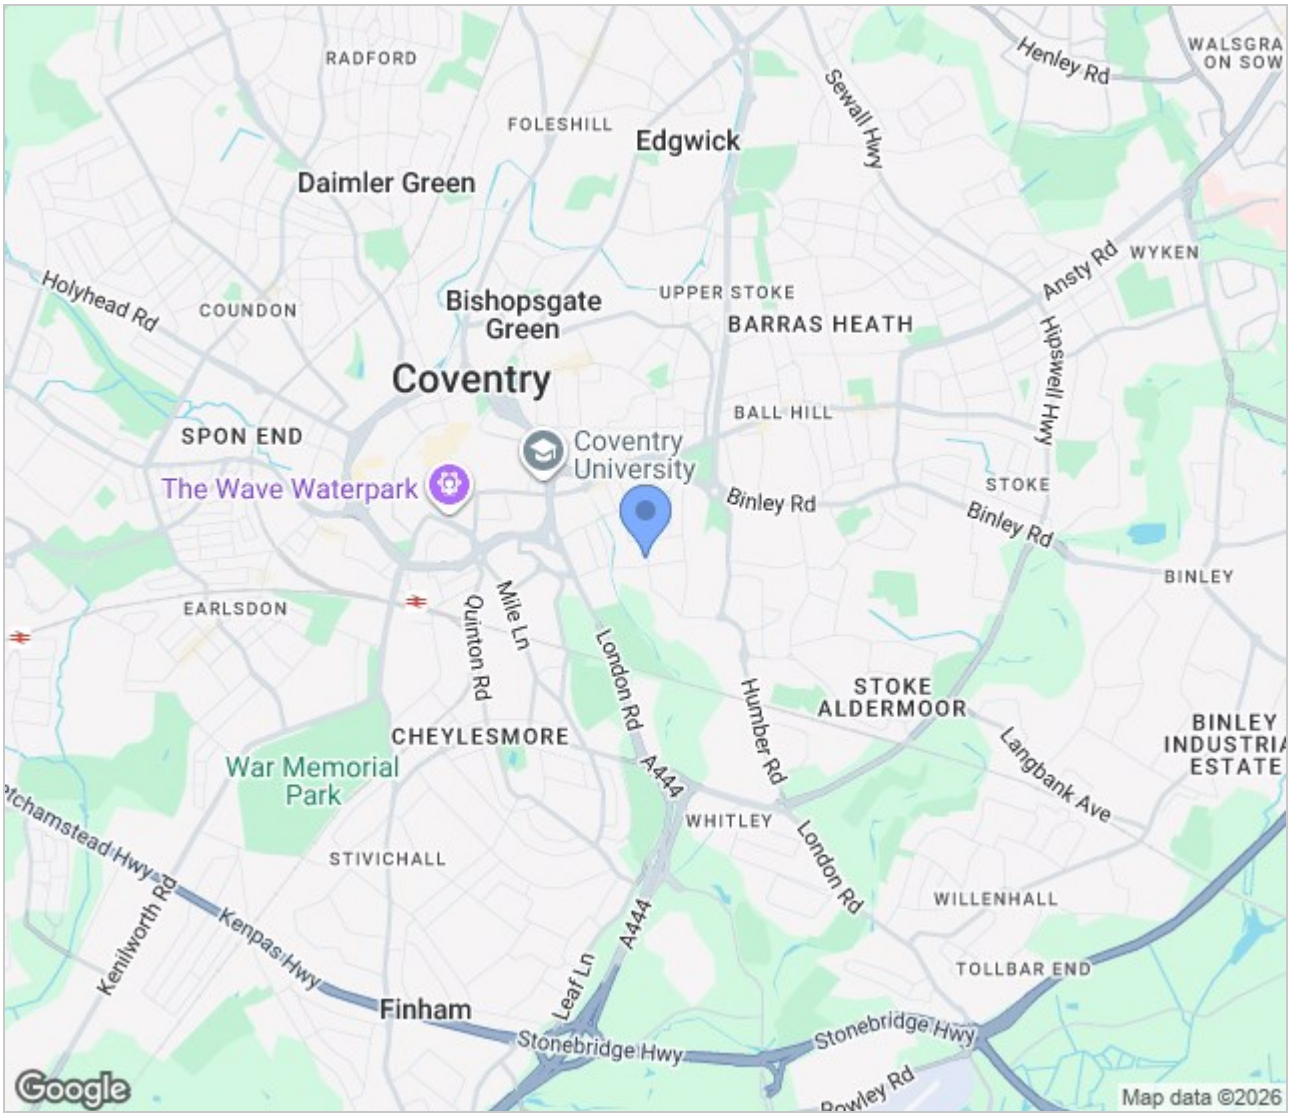 RADFORD
Henley Rd
WALSGRA
ON SOW
Sewall Hwy
FOLESHILL
Edgwick
Daimler Green
WYKEN
Ansty Rd
Holyhead Rd
COUNDON
Bishopsgate
Green
UPPER STOKE
BARRAS HEATH
Hipswell Hwy
Coventry
BALL HILL
SPON END
Coventry
University
The Wave Waterpark
Binley Rd
STOKE
Binley Rd
BINLEY
EARLSDON
Mile Ln
Quinton Rd
London Rd
Humber Rd
STOKE
ALDERMOOR
CHEYLESMORE
Langbank Ave
BINLEY
INDUSTRIA
ESTATE
War Memorial
Park
A444
WHITLEY
etchamstead Hwy
STIVICHALL
London Rd
Kenilworth Rd
Kenpas Hwy
A444
WILLENHALL
Leaf Ln
TOLLBAR END
Finham
Stonebridge Hwy
Stonebridge Hwy
Rowley Rd
Google
Map data ©2026